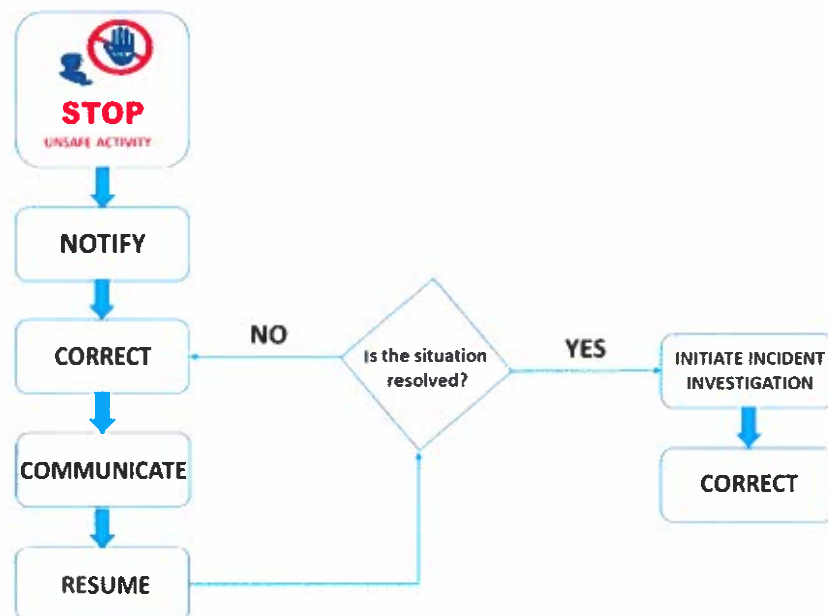 STOP
UNSAFE ACTIVITY
NOTIFY
CORRECT
COMMUNICATE
RESUME
NO
Is the situation
resolved?
YES
INITIATE INCIDENT
INVESTIGATION
CORRECT